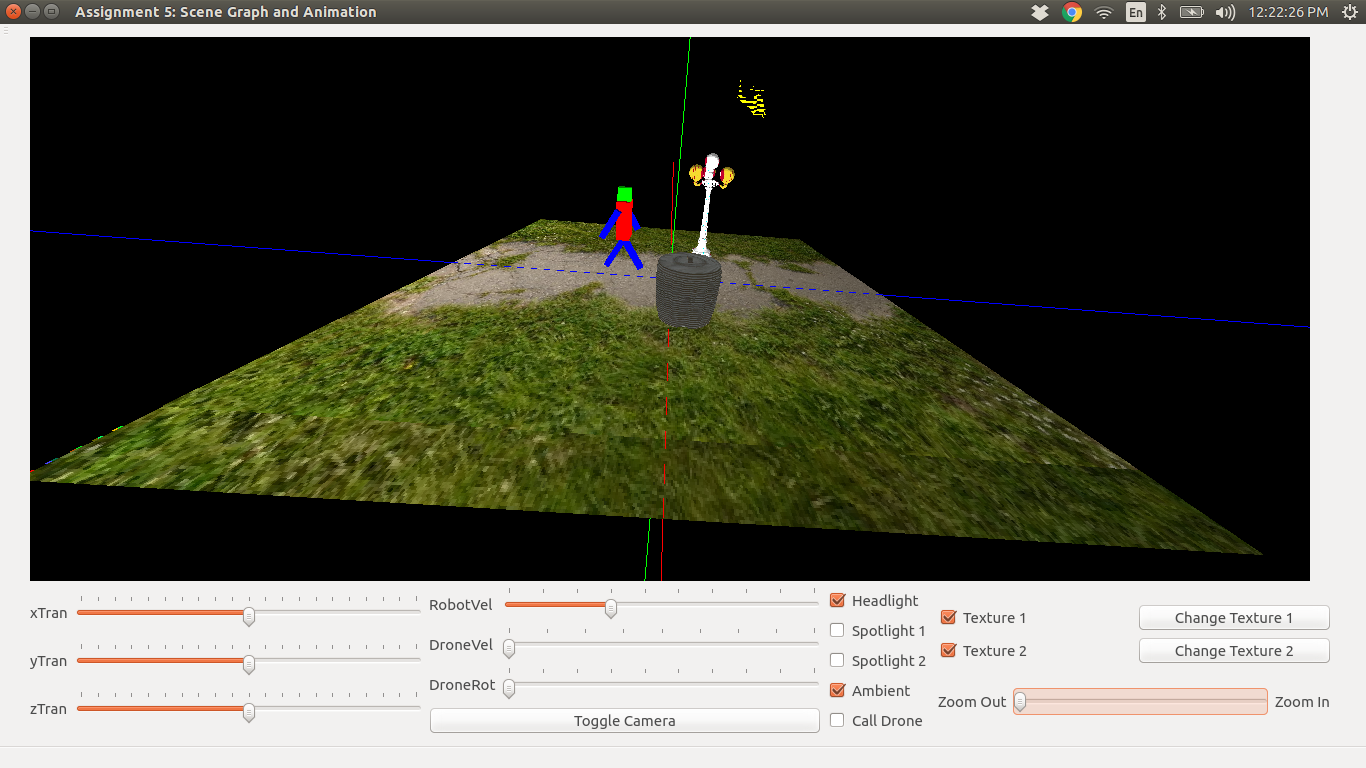 Assignment 5: Scene Graph and Animation
En
12:22:26 PM
xTran
yTran
zTran
RobotVel
DroneVel
DroneRot
Toggle Camera
Headlight
Spotlight 1
Spotlight 2
Ambient
Call Drone
Texture 1
Texture 2
Change Texture 1
Change Texture 2
Zoom Out
Zoom In